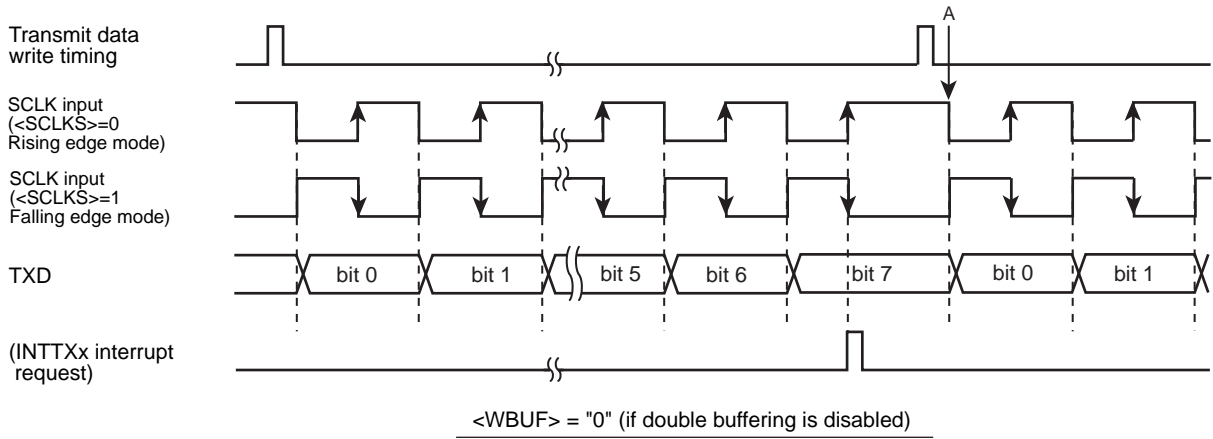 A
Transmit data
write timing
SCLK input
(<SCLKS>=0
Rising edge mode)
SCLK input
(<SCLKS>=1
Falling edge mode)
TXD
bit 0
bit 1
bit 5
bit 6
bit 7
bit 0
bit 1
(INTTXx interrupt
request)
<WBUF> = "0" (if double buffering is disabled)